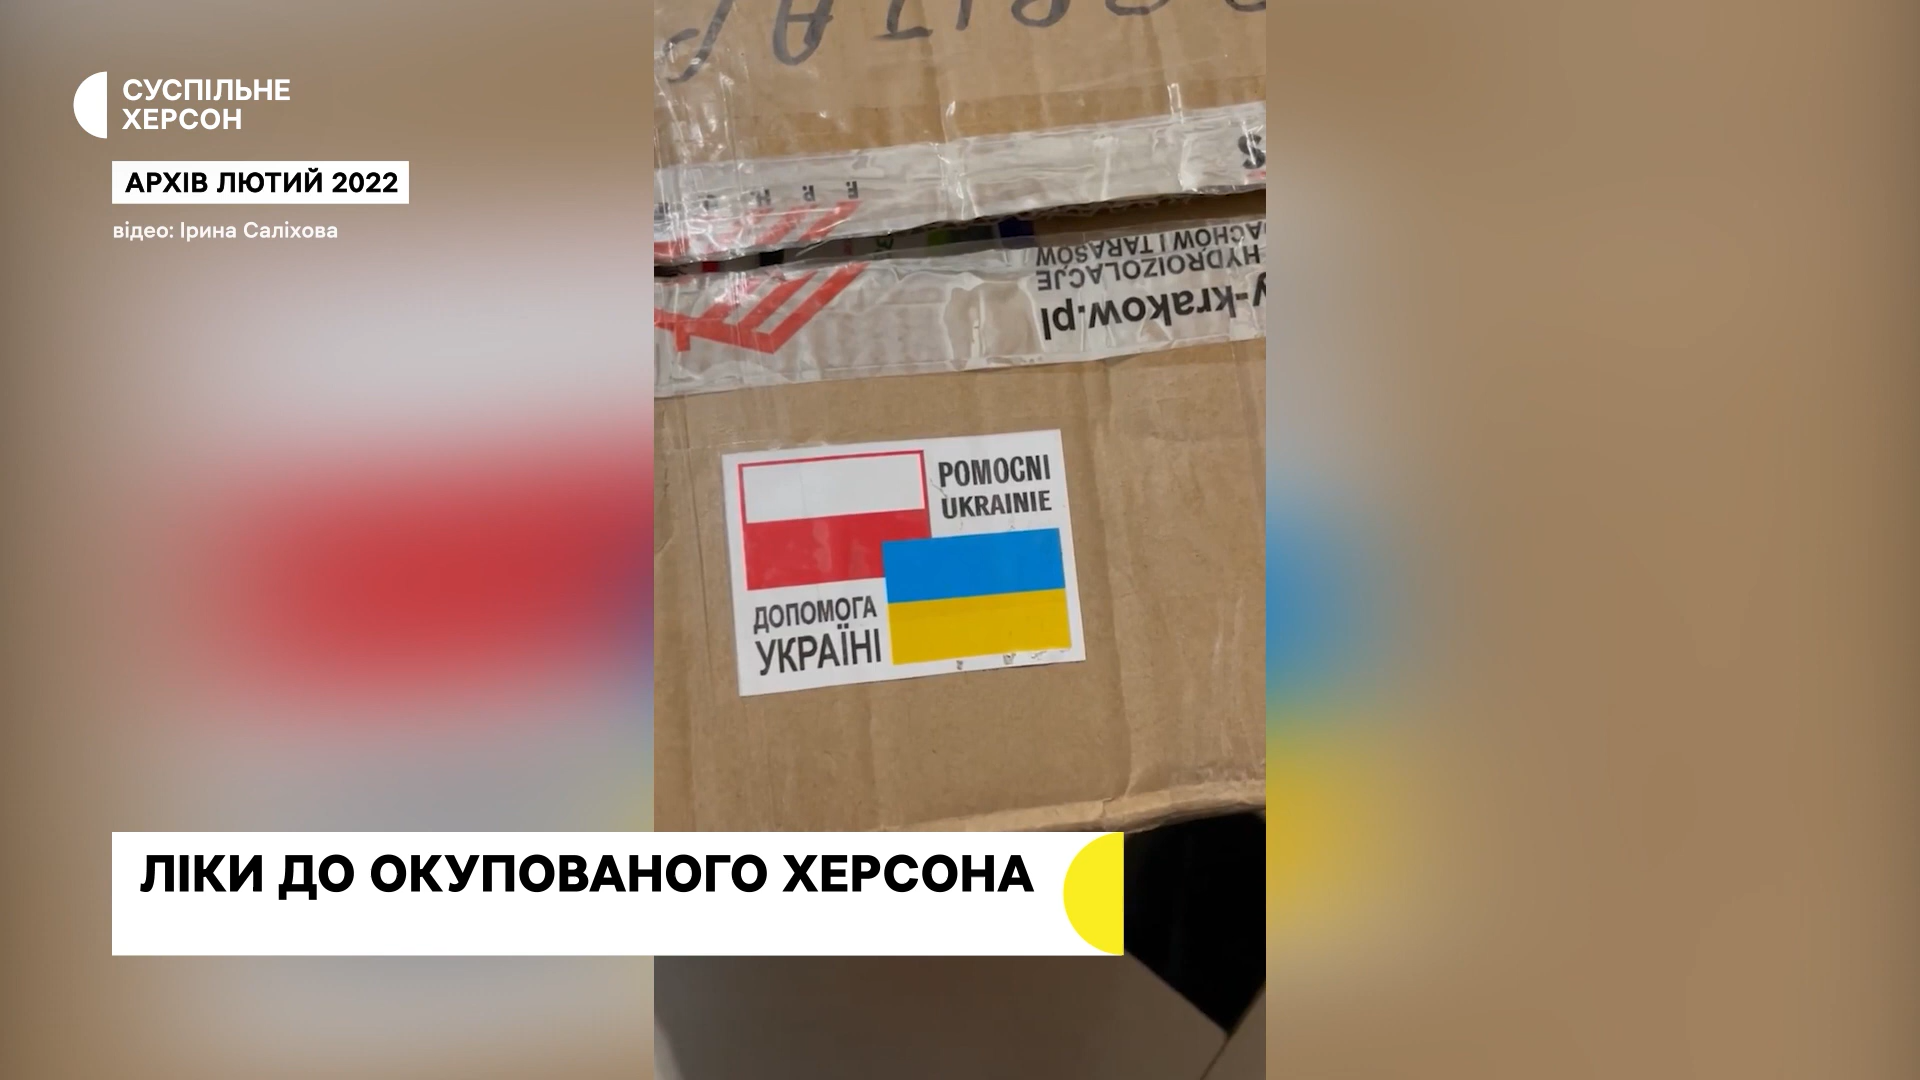 СУСПІЛЬНЕ
ХЕРСОН
АРХІВ ЛЮТИЙ 2022
відео: Ірина Саліхова
HYDROIZOLACJE
y-krakow.pl
POMOCNI
UKRAINIE
ДОПОМОГА
УКРАЇНІ
ЛІКИ ДО ОКУПОВАНОГО ХЕРСОНА